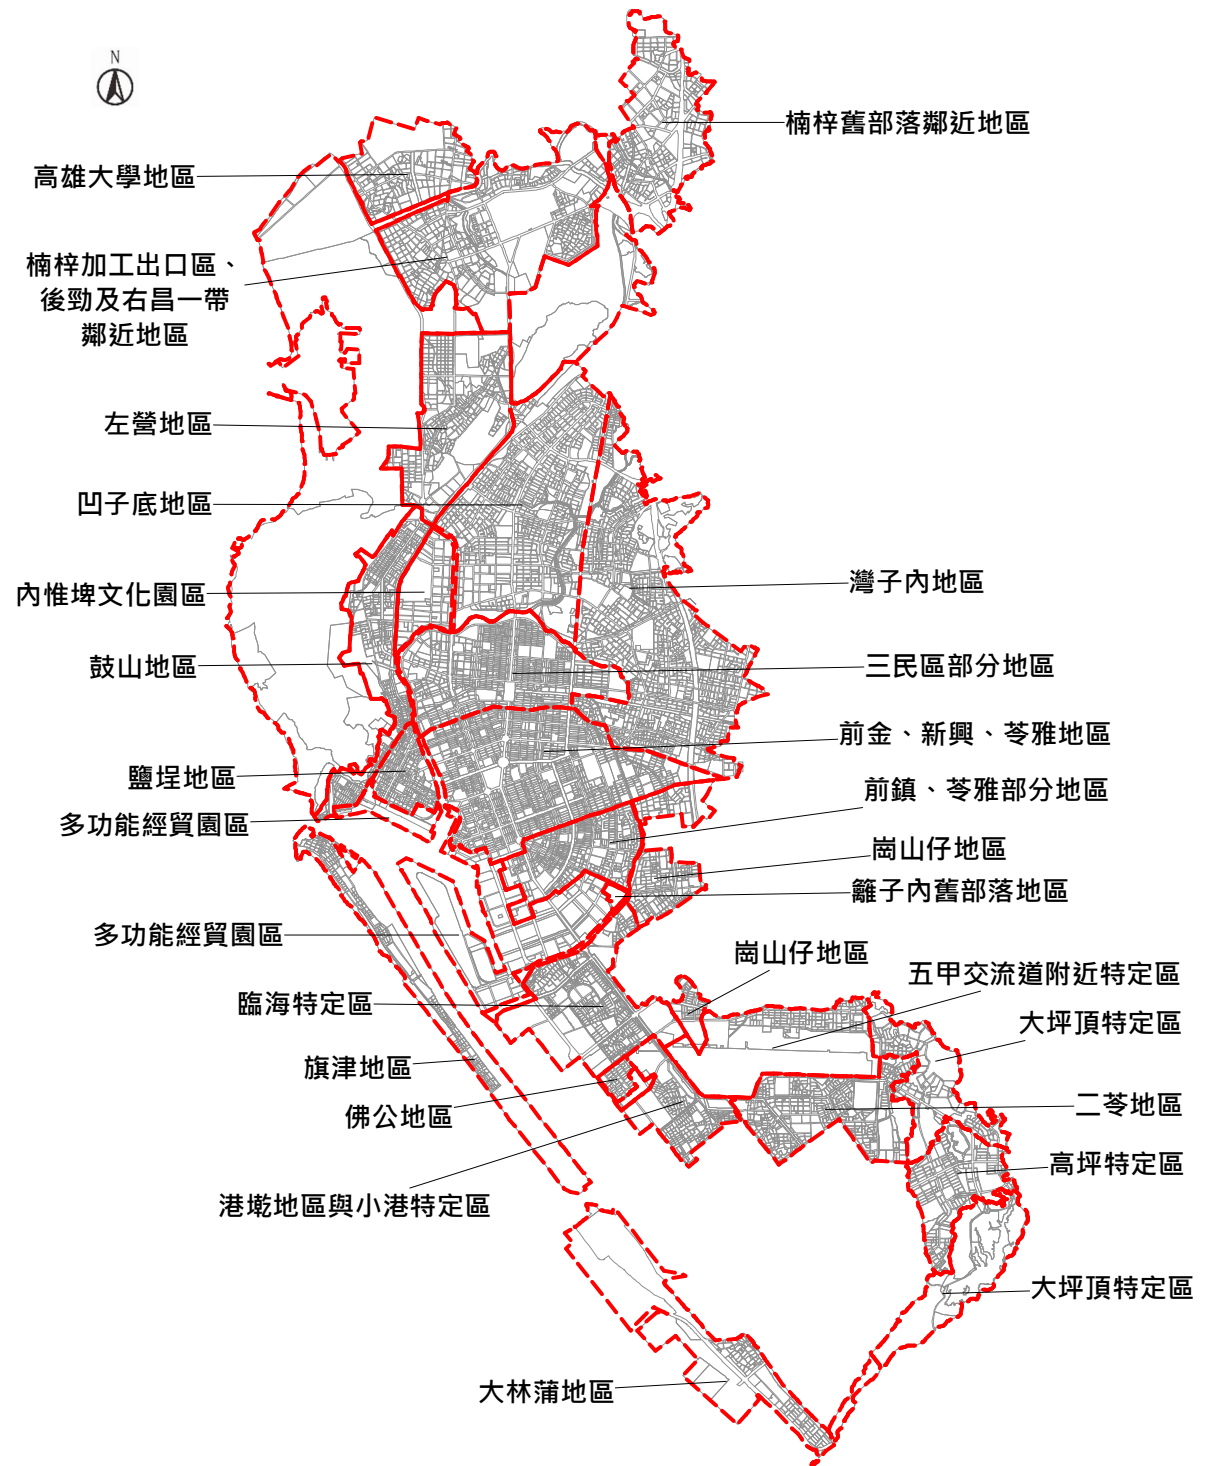 N
楠梓舊部落鄰近地區
高雄大學地區
楠梓加工出口區、
後勁及右昌一帶
鄰近地區
左營地區
凹子底地區
內惟埤文化園區
灣子內地區
鼓山地區
三民區部分地區
前金、新興、苓雅地區
鹽埕地區
前鎮、苓雅部分地區
多功能經貿園區
崗山仔地區
籬子內舊部落地區
多功能經貿園區
崗山仔地區
五甲交流道附近特定區
臨海特定區
大坪頂特定區
旗津地區
佛公地區
二苓地區
高坪特定區
港墘地區與小港特定區
大坪頂特定區
大林蒲地區